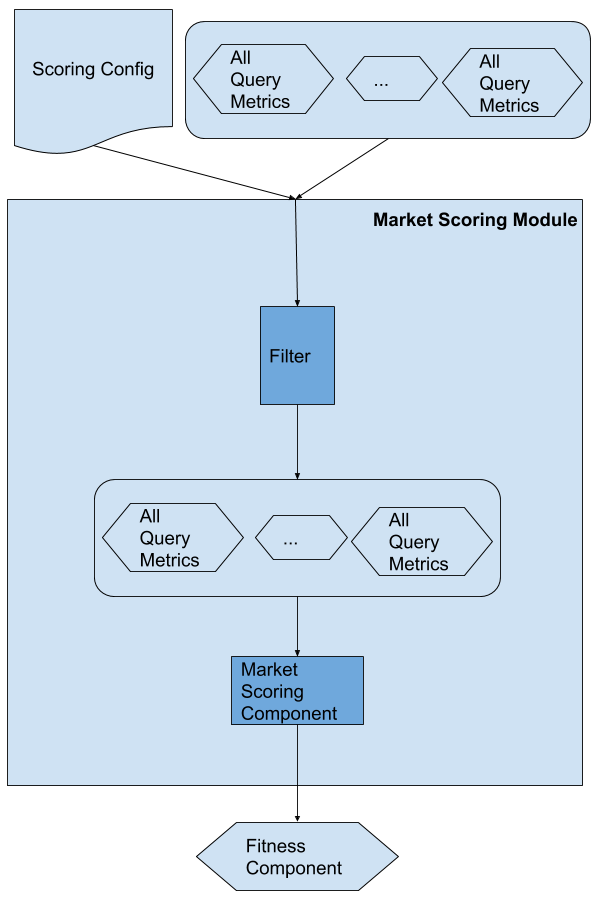 Scoring Config
All
Query
Metrics
...
All
Query
Metrics
Market Scoring Module
Filter
All
Query
Metrics
...
All
Query
Metrics
Market
Scoring
Component
Fitness
Component